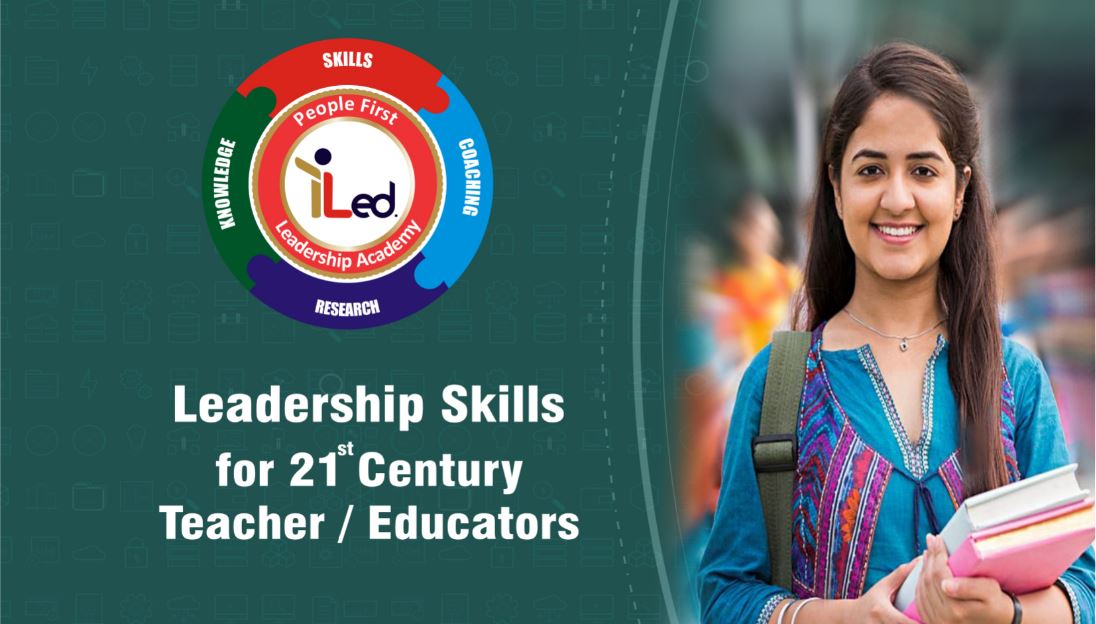 SKILLS
People First
KNOWLEDGE
COACHING
iLed.
Leadership Academy
RESEARCH
Leadership Skills
for 21st Century
Teacher / Educators